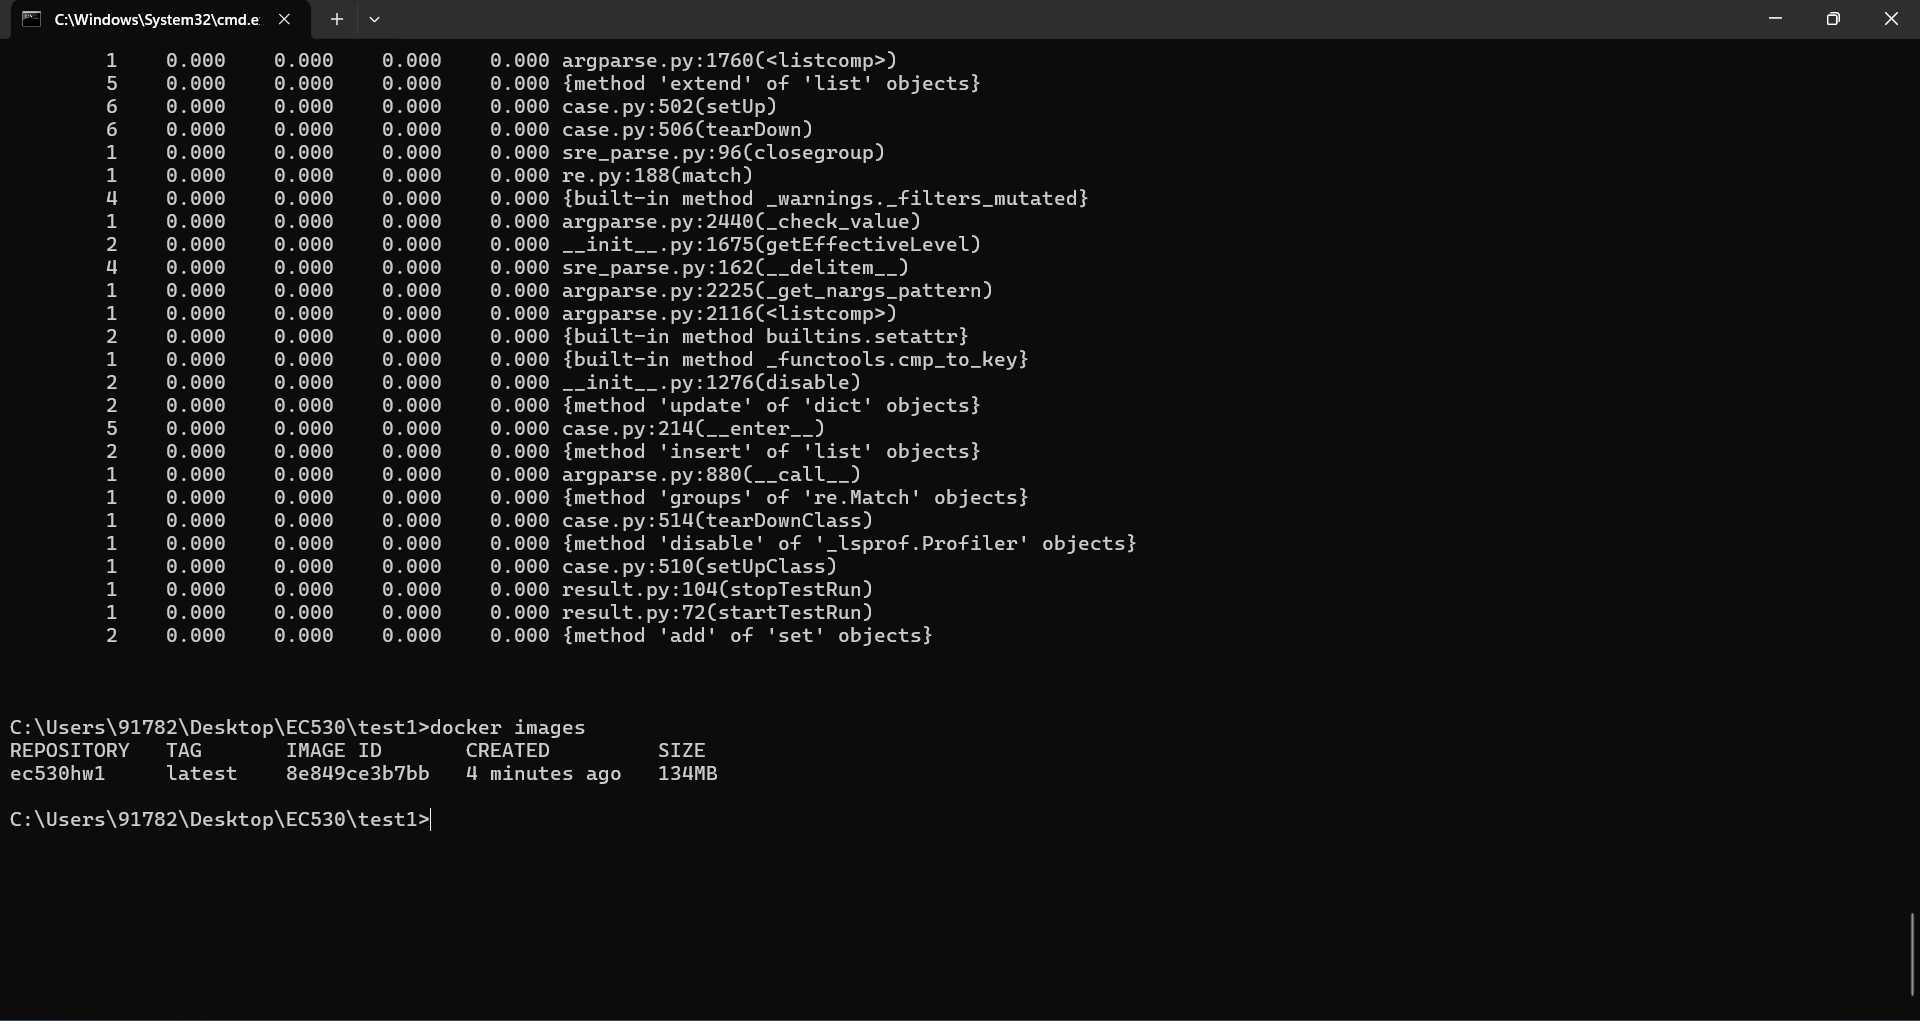 C:\Windows\System32\cmd.e
1 0.000 0.000 0.000 0.000 argparse.py:1760(<listcomp>)
5 0.000 0.000 0.000 0.000 {method 'extend' of 'list' objects}
6 0.000 0.000 0.000 0.000 case.py:502(setUp)
6 0.000 0.000 0.000 0.000 case.py:506(tearDown)
1 0.000 0.000 0.000 0.000 sre_parse.py:96(closegroup)
1 0.000 0.000 0.000 0.000 re.py:188(match)
4 0.000 0.000 0.000 0.000 {built-in method _warnings._filters_mutated}
1 0.000 0.000 0.000 0.000 argparse.py:2440(_check_value)
2 0.000 0.000 0.000 0.000 __init__.py:1675(getEffectiveLevel)
4 0.000 0.000 0.000 0.000 sre_parse.py:162(__delitem__)
1 0.000 0.000 0.000 0.000 argparse.py:2225(_get_nargs_pattern)
1 0.000 0.000 0.000 0.000 argparse.py:2116(<listcomp>)
2 0.000 0.000 0.000 0.000 {built-in method builtins.setattr}
1 0.000 0.000 0.000 0.000 {built-in method _functools.cmp_to_key}
2 0.000 0.000 0.000 0.000 __init__.py:1276(disable)
2 0.000 0.000 0.000 0.000 {method 'update' of 'dict' objects}
5 0.000 0.000 0.000 0.000 case.py:214(__enter__)
2 0.000 0.000 0.000 0.000 {method 'insert' of 'list' objects}
1 0.000 0.000 0.000 0.000 argparse.py:880(__call__)
1 0.000 0.000 0.000 0.000 {method 'groups' of 're.Match' objects}
1 0.000 0.000 0.000 0.000 case.py:514(tearDownClass)
1 0.000 0.000 0.000 0.000 {method 'disable' of '_lsprof.Profiler' objects}
1 0.000 0.000 0.000 0.000 case.py:510(setUpClass)
1 0.000 0.000 0.000 0.000 result.py:104(stopTestRun)
1 0.000 0.000 0.000 0.000 result.py:72(startTestRun)
2 0.000 0.000 0.000 0.000 {method 'add' of 'set' objects}
C:\Users\91782\Desktop\EC530\test1>docker images
REPOSITORY TAG IMAGE ID CREATED SIZE
ec530hw1 latest 8e849ce3b7bb 4 minutes ago 134MB
C:\Users\91782\Desktop\EC530\test1>